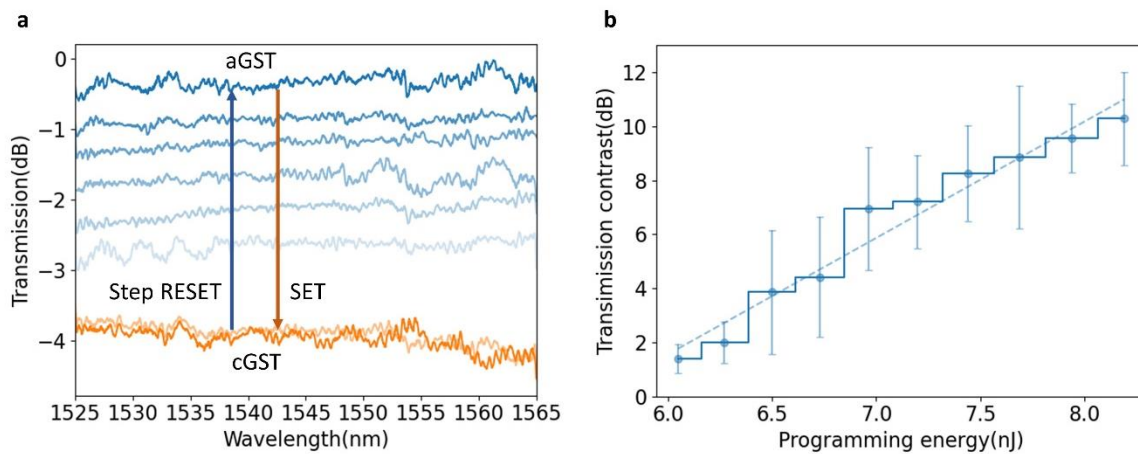 a
aGST
Step RESET
SET
cGST
0
−1
−2
−3
−4
Transmission(dB)
1525 1530 1535 1540 1545 1550 1555 1560 1565
Wavelength(nm)
b
12
10
8
6
4
2
0
Transimission contrast(dB)
6.0 6.5 7.0 7.5 8.0
Programming energy(nJ)